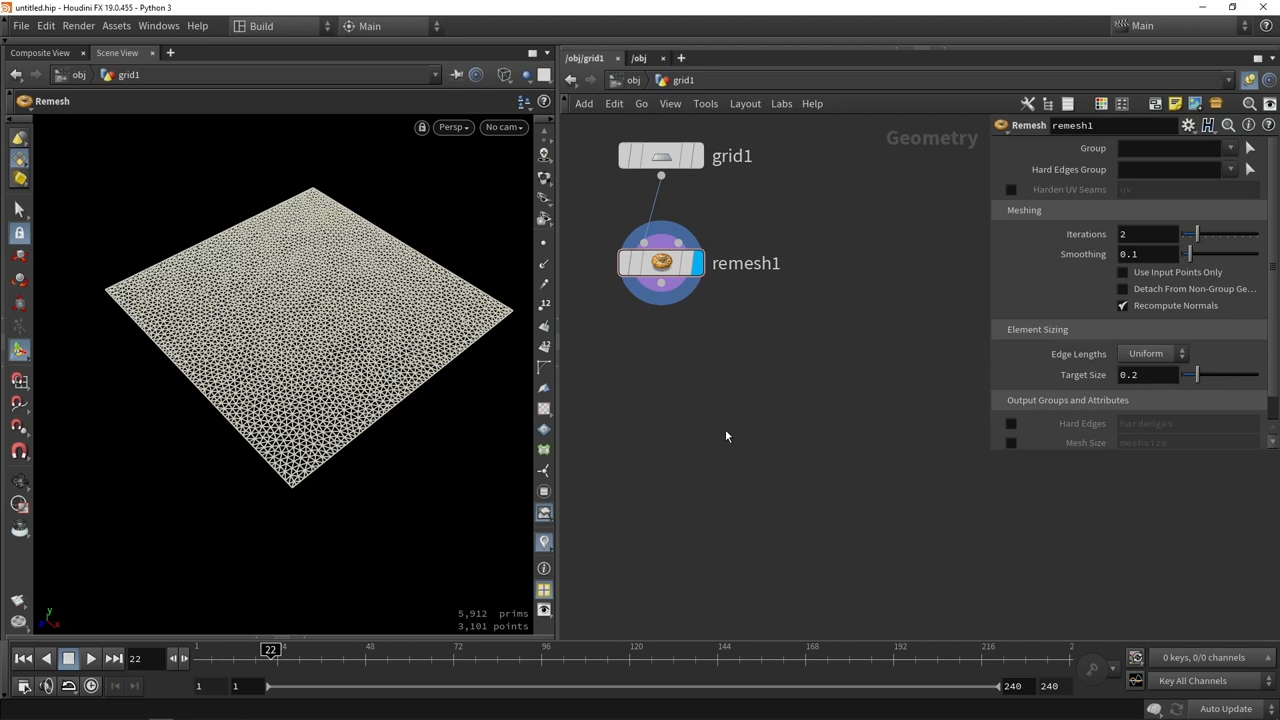 untitled.hip - Houdini FX 19.0.455 - Python 3
File Edit Render Assets Windows Help Build Main Main
Composite View Scene View
obj grid1
Remesh
Persp No cam
12
12
y
5,912 prims
3,101 points
/obj/grid1 /obj
obj grid1
Add Edit Go View Tools Layout Labs Help
Geometry
grid1
remesh1
Remesh remesh1
Group
Hard Edges Group
Harden UV Seams uv
Meshing
Iterations 2
Smoothing 0.1
Use Input Points Only
Detach From Non-Group Ge...
Recompute Normals
Element Sizing
Edge Lengths Uniform
Target Size 0.2
Output Groups and Attributes
Hard Edges hardedges
Mesh Size meshsize
22 1 22 48 72 96 120 144 168 192 216 2
0 keys, 0/0 channels
1 1 240 240 Key All Channels
Auto Update